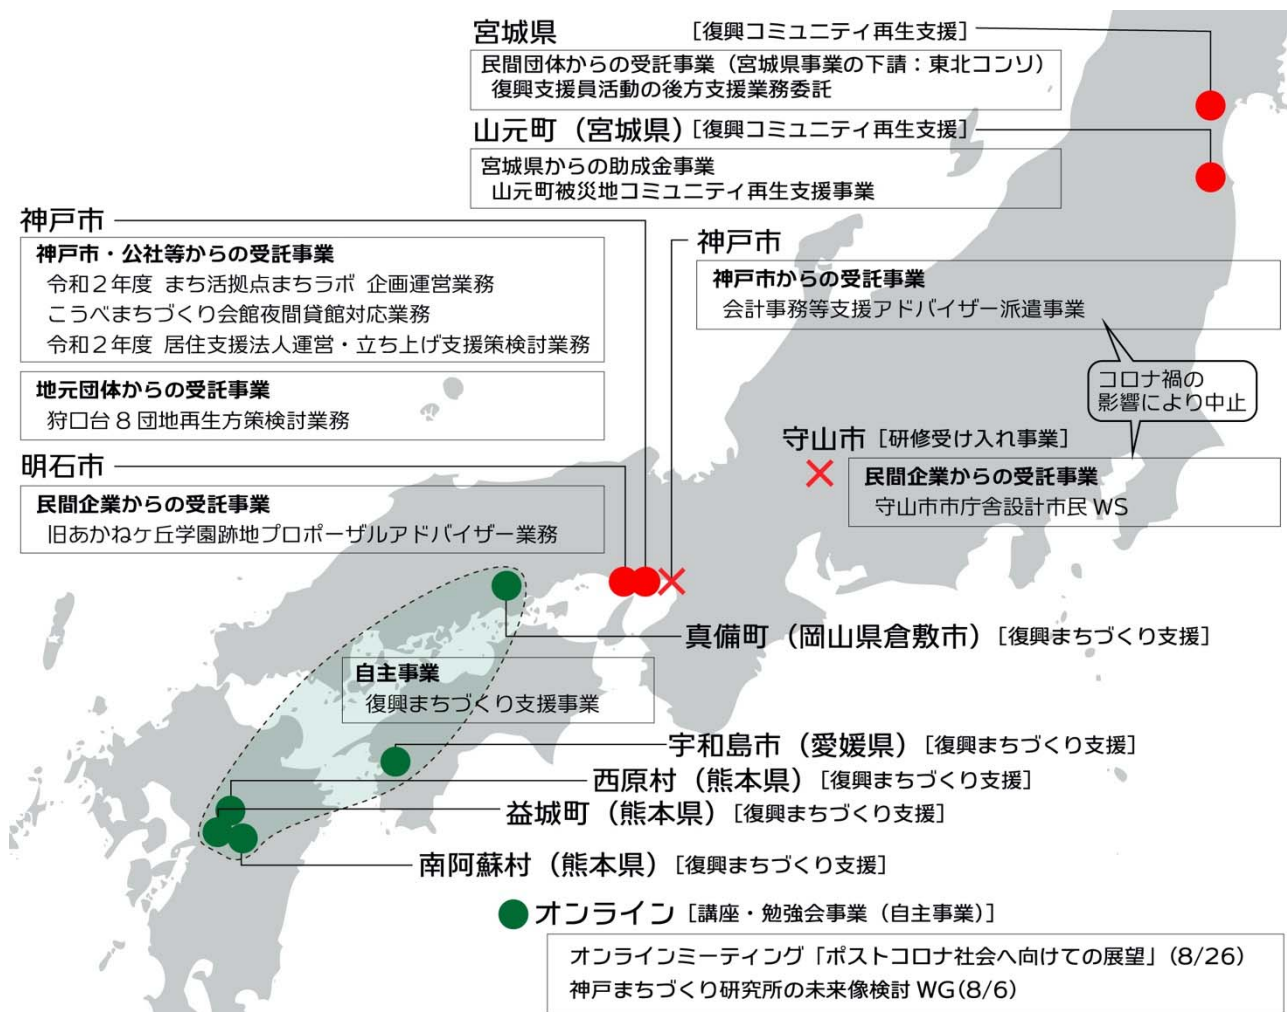 宮城県 [復興コミュニティ再生支援]
民間団体からの受託事業（宮城県事業の下請：東北コンソ）
復興支援員活動の後方支援業務委託
山元町（宮城県）[復興コミュニティ再生支援]
宮城県からの助成金事業
山元町被災地コミュニティ再生支援事業
神戸市
神戸市・公社等からの受託事業
令和２年度 まち活拠点まちラボ 企画運営業務
こうべまちづくり会館夜間貸館対応業務
令和２年度 居住支援法人運営・立ち上げ支援策検討業務
地元団体からの受託事業
狩口台８団地再生方策検討業務
神戸市
神戸市からの受託事業
会計事務等支援アドバイザー派遣事業
コロナ禍の
影響により中止
守山市 [研修受け入れ事業]
民間企業からの受託事業
守山市市庁舎設計市民 WS
明石市
民間企業からの受託事業
旧あかねケ丘学園跡地プロポーザルアドバイザー業務
真備町（岡山県倉敷市）[復興まちづくり支援]
自主事業
復興まちづくり支援事業
宇和島市（愛媛県）[復興まちづくり支援]
西原村（熊本県）[復興まちづくり支援]
益城町（熊本県）[復興まちづくり支援]
南阿蘇村（熊本県）[復興まちづくり支援]
オンライン [講座・勉強会事業（自主事業）]
オンラインミーティング「ポストコロナ社会へ向けての展望」(8/26)
神戸まちづくり研究所の未来像検討 WG(8/6)